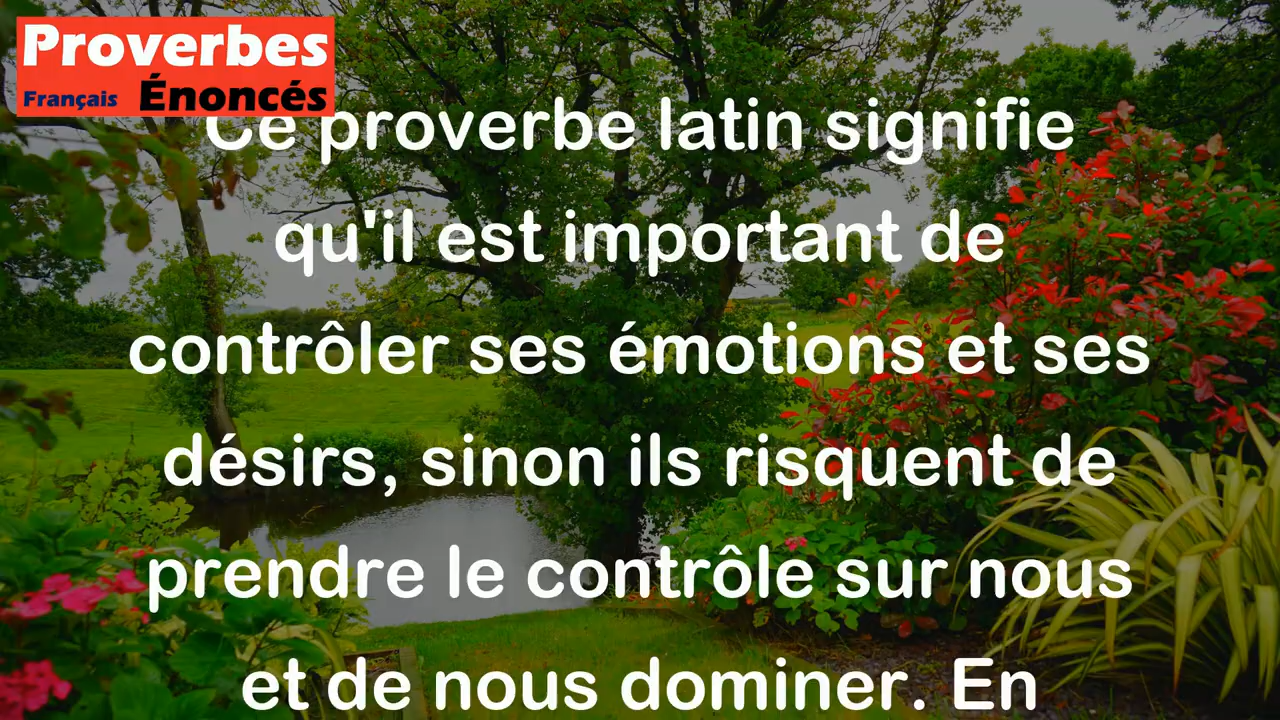 Proverbes
Français Énoncés
Ce proverbe latin signifie
qu'il est important de
contrôler ses émotions et ses
désirs, sinon ils risquent de
prendre le contrôle sur nous
et de nous dominer. En